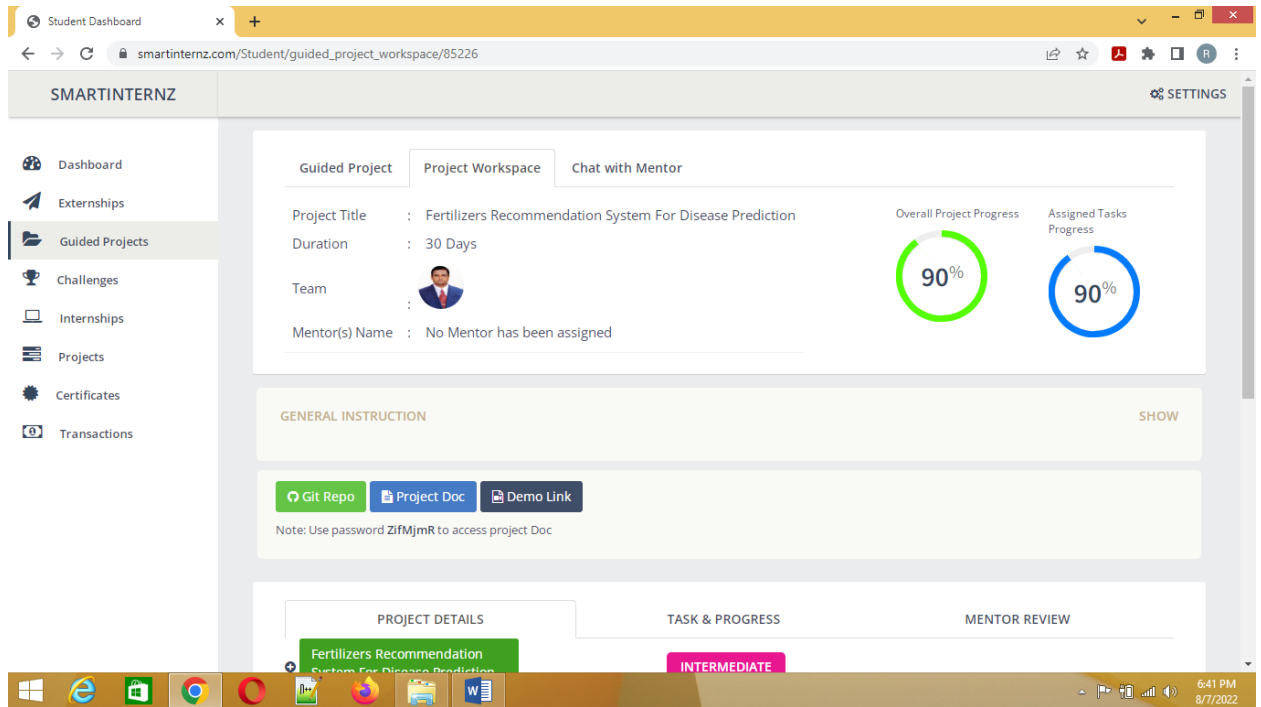 Student Dashboard
smartinternz.com/Student/guided_project_workspace/85226
R
SMARTINTERNZ
SETTINGS
Dashboard
Externships
Guided Projects
Challenges
Internships
Projects
Certificates
Transactions
Guided Project Project Workspace Chat with Mentor
Project Title : Fertilizers Recommendation System For Disease Prediction
Duration : 30 Days
Team :
Mentor(s) Name : No Mentor has been assigned
Overall Project Progress
90%
Assigned Tasks
Progress
90%
GENERAL INSTRUCTION SHOW
Git Repo Project Doc Demo Link
Note: Use password ZifMjmR to access project Doc
PROJECT DETAILS TASK & PROGRESS MENTOR REVIEW
Fertilizers Recommendation
System For Disease Prediction
INTERMEDIATE
6:41 PM
8/7/2022